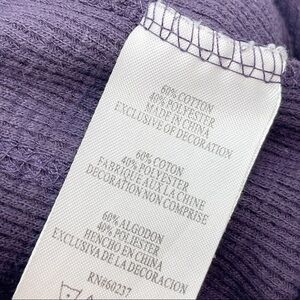 60% COTTON
40% POLYESTER
MADE IN CHINA
EXCLUSIVE OF DECORATION
60% COTON
40% POLYESTER
FABRIQUE AUX LA CHINE
DECORATION NON COMPRISE
60% ALGODON
40% POLYESTER
HENCHO EN CHINA
EXCLUSIVA DE LA DECORACION
RN#60237